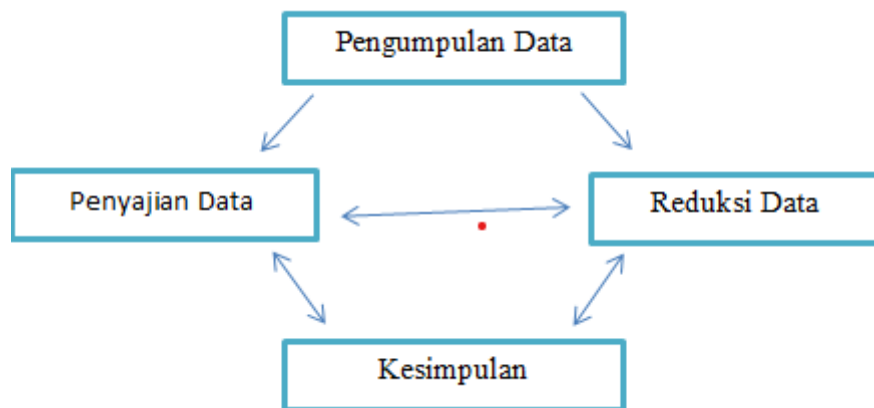 Pengumpulan Data
Penyajian Data
Reduksi Data
Kesimpulan